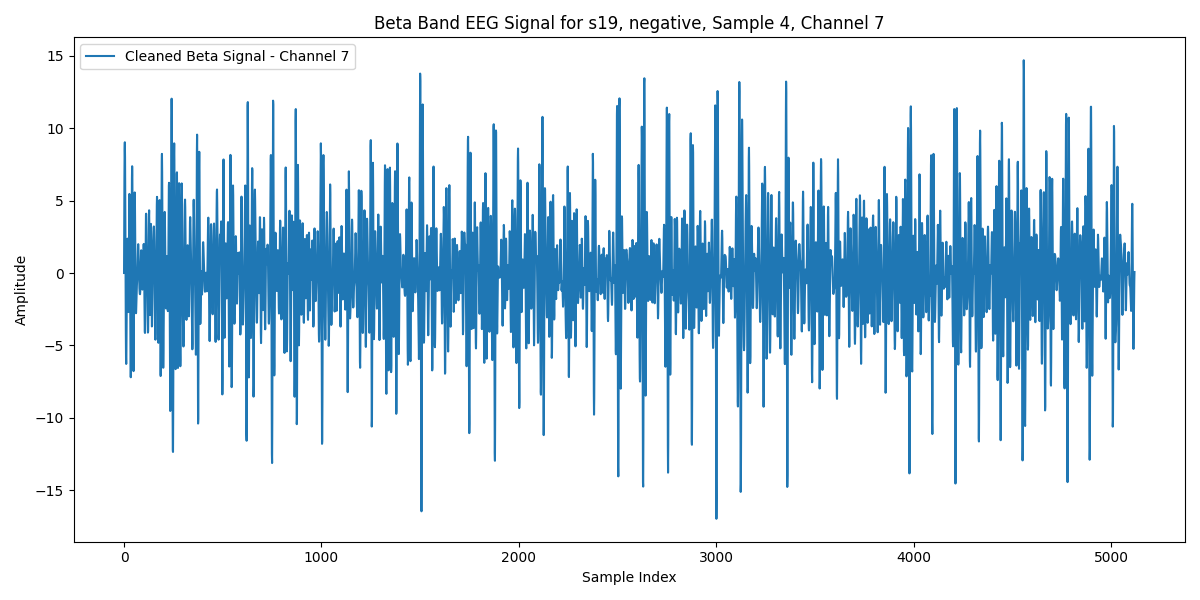 Beta Band EEG Signal for s19, negative, Sample 4, Channel 7
Cleaned Beta Signal - Channel 7
15
10
5
0
−5
−10
−15
Amplitude
0 1000 2000 3000 4000 5000
Sample Index